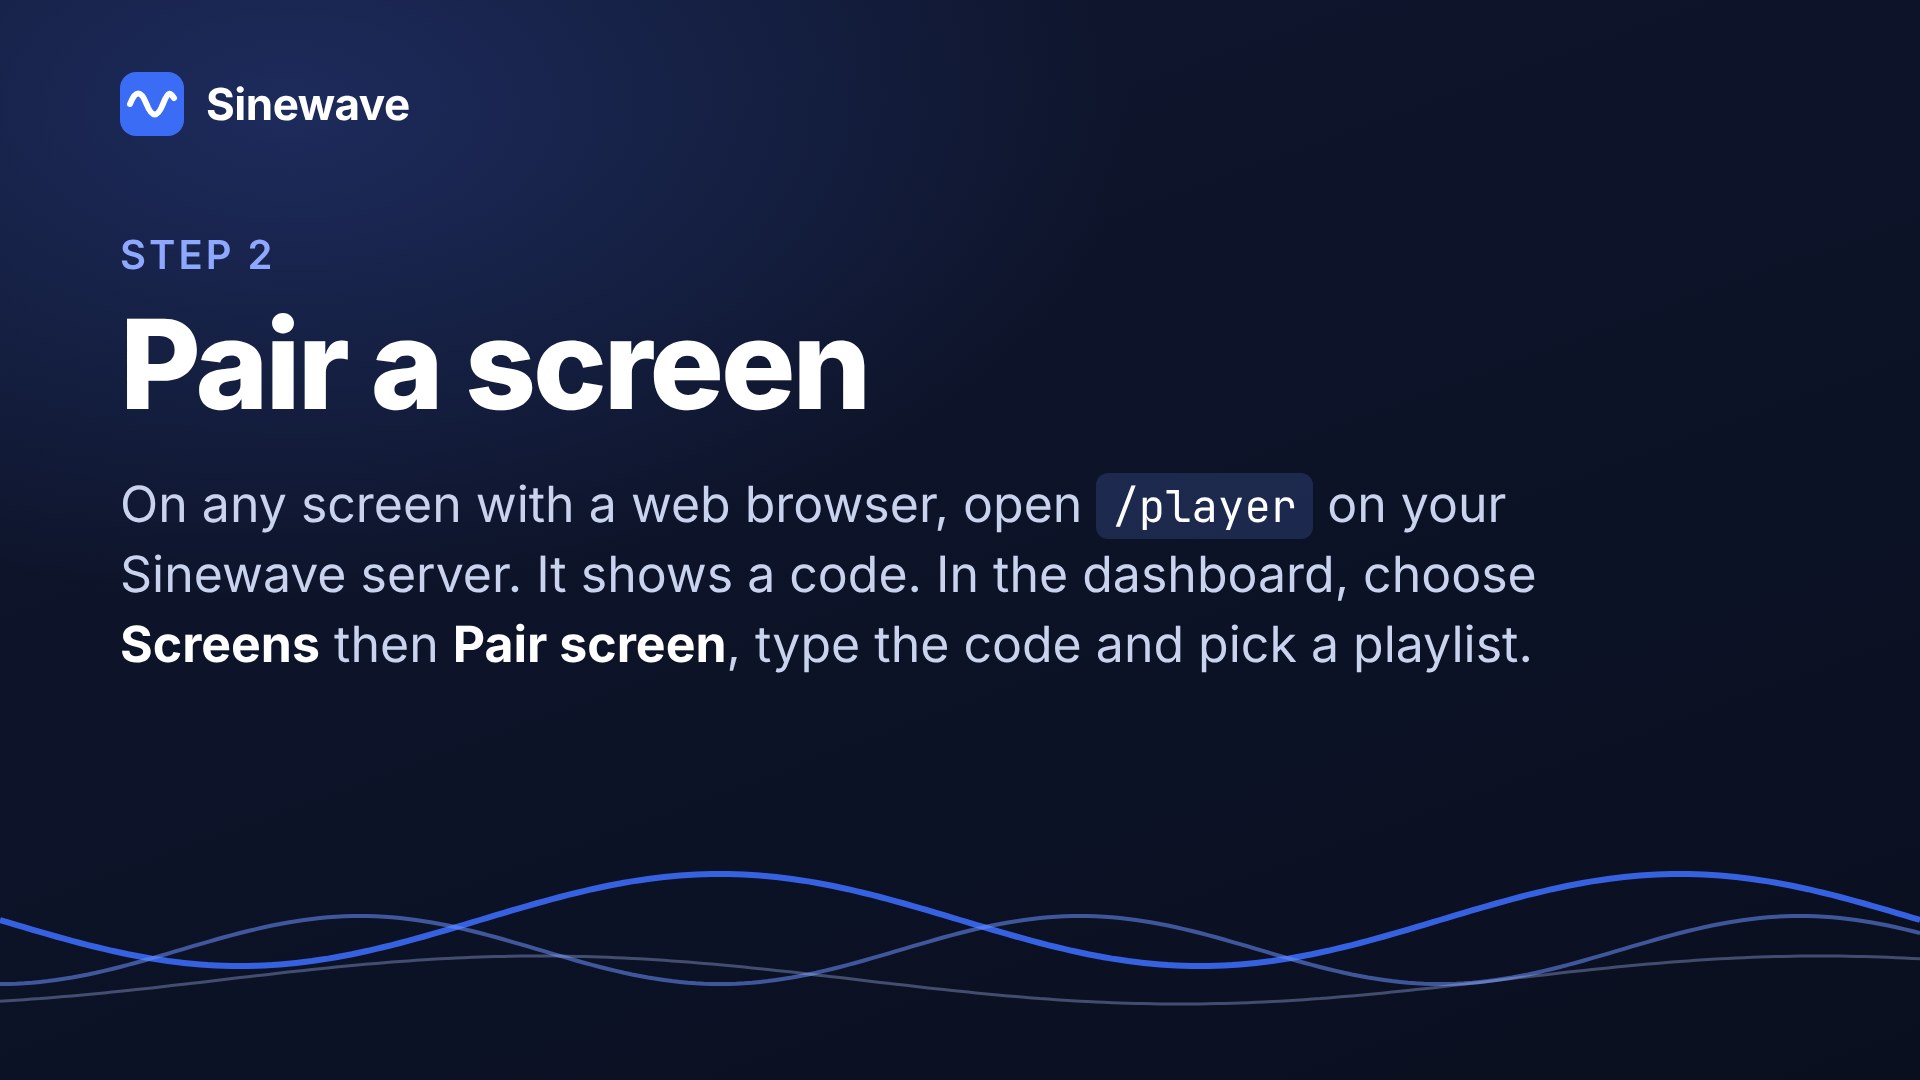 Sinewave
STEP 2
Pair a screen
On any screen with a web browser, open /player on your
Sinewave server. It shows a code. In the dashboard, choose
Screens then Pair screen, type the code and pick a playlist.